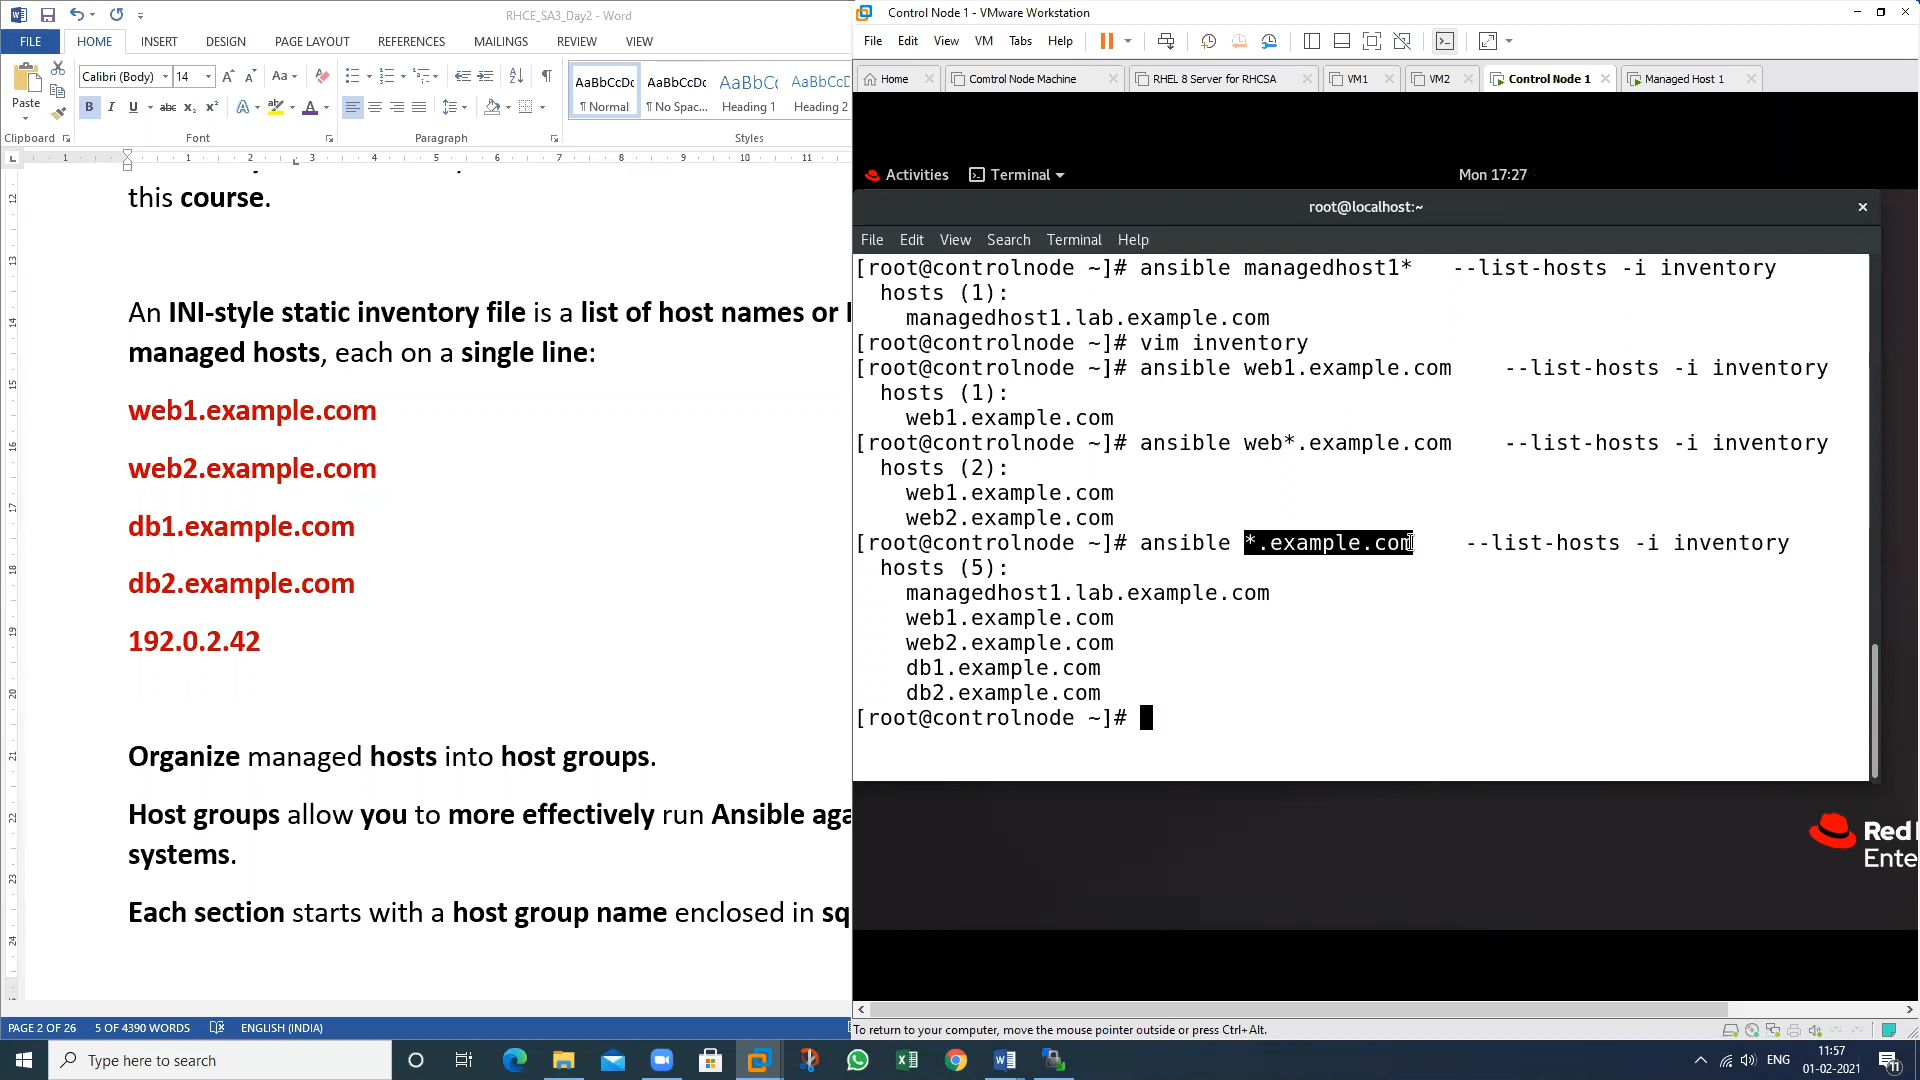 RHCE_SA3_Day2 - Word
FILE HOME INSERT DESIGN PAGE LAYOUT REFERENCES MAILINGS REVIEW VIEW
Calibri (Body) 14
Paste
AaBbCcDc AaBbCcDc AaBbCc AaBbCcDc
¶ Normal ¶ No Spac... Heading 1 Heading 2
Clipboard Font Paragraph Styles
this course.
An INI-style static inventory file is a list of host names or
managed hosts, each on a single line:
web1.example.com
web2.example.com
db1.example.com
db2.example.com
192.0.2.42
Organize managed hosts into host groups.
Host groups allow you to more effectively run Ansible aga
systems.
Each section starts with a host group name enclosed in sq
PAGE 2 OF 26 5 OF 4390 WORDS ENGLISH (INDIA)
Control Node 1 - VMware Workstation
File Edit View VM Tabs Help
Home Comtrol Node Machine RHEL 8 Server for RHCSA VM1 VM2 Control Node 1 Managed Host 1
Activities Terminal Mon 17:27
root@localhost:~
File Edit View Search Terminal Help
[root@controlnode ~]# ansible managedhost1* --list-hosts -i inventory
hosts (1):
managedhost1.lab.example.com
[root@controlnode ~]# vim inventory
[root@controlnode ~]# ansible web1.example.com --list-hosts -i inventory
hosts (1):
web1.example.com
[root@controlnode ~]# ansible web*.example.com --list-hosts -i inventory
hosts (2):
web1.example.com
web2.example.com
[root@controlnode ~]# ansible *.example.com --list-hosts -i inventory
hosts (5):
managedhost1.lab.example.com
web1.example.com
web2.example.com
db1.example.com
db2.example.com
[root@controlnode ~]#
Red
Ente
To return to your computer, move the mouse pointer outside or press Ctrl+Alt.
Type here to search
ENG
11:57
01-02-2021